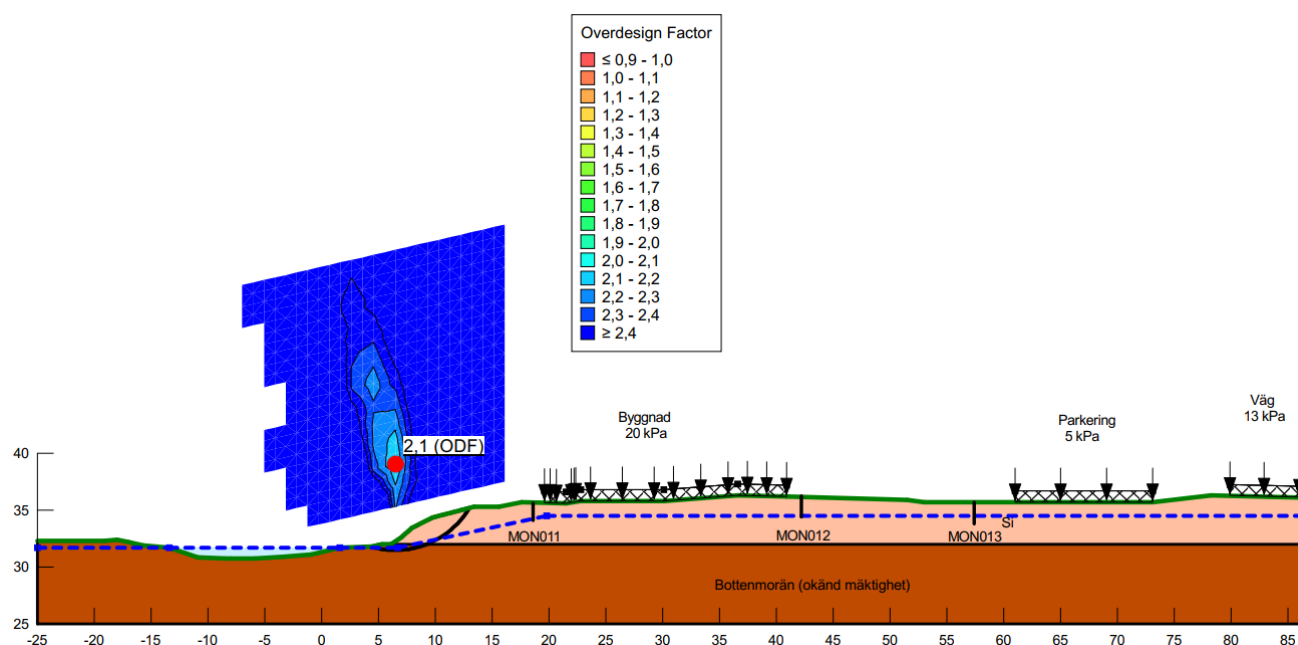 Overdesign Factor
≤ 0,9 - 1,0
1,0 - 1,1
1,1 - 1,2
1,2 - 1,3
1,3 - 1,4
1,4 - 1,5
1,5 - 1,6
1,6 - 1,7
1,7 - 1,8
1,8 - 1,9
1,9 - 2,0
2,0 - 2,1
2,1 - 2,2
2,2 - 2,3
2,3 - 2,4
≥ 2,4
Väg
13 kPa
Byggnad
20 kPa
Parkering
5 kPa
2,1 (ODF)
40
35
30
25
Si
MON011
MON012
MON013
Bottenmorän (okänd mäktighet)
-25 -20 -15 -10 -5 0 5 10 15 20 25 30 35 40 45 50 55 60 65 70 75 80 85